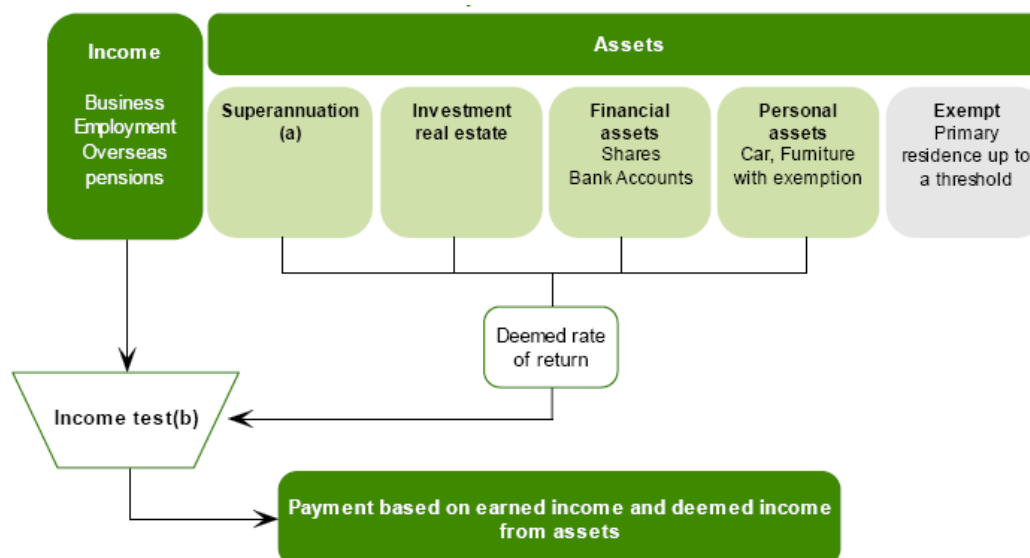 Income
Business
Employment
Overseas
pensions
Assets
Superannuation
(a)
Investment
real estate
Financial
assets
Shares
Bank Accounts
Personal
assets
Car, Furniture
with exemption
Exempt
Primary
residence up to
a threshold
Deemed rate
of return
Income test(b)
Payment based on earned income and deemed income
from assets